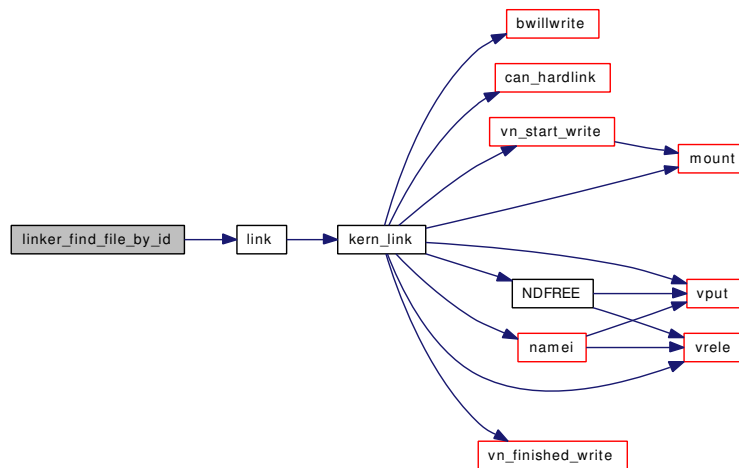 bwillwrite
can_hardlink
vn_start_write
mount
linker_find_file_by_id
link
kern_link
NDFREE
vput
namei
vrele
vn_finished_write